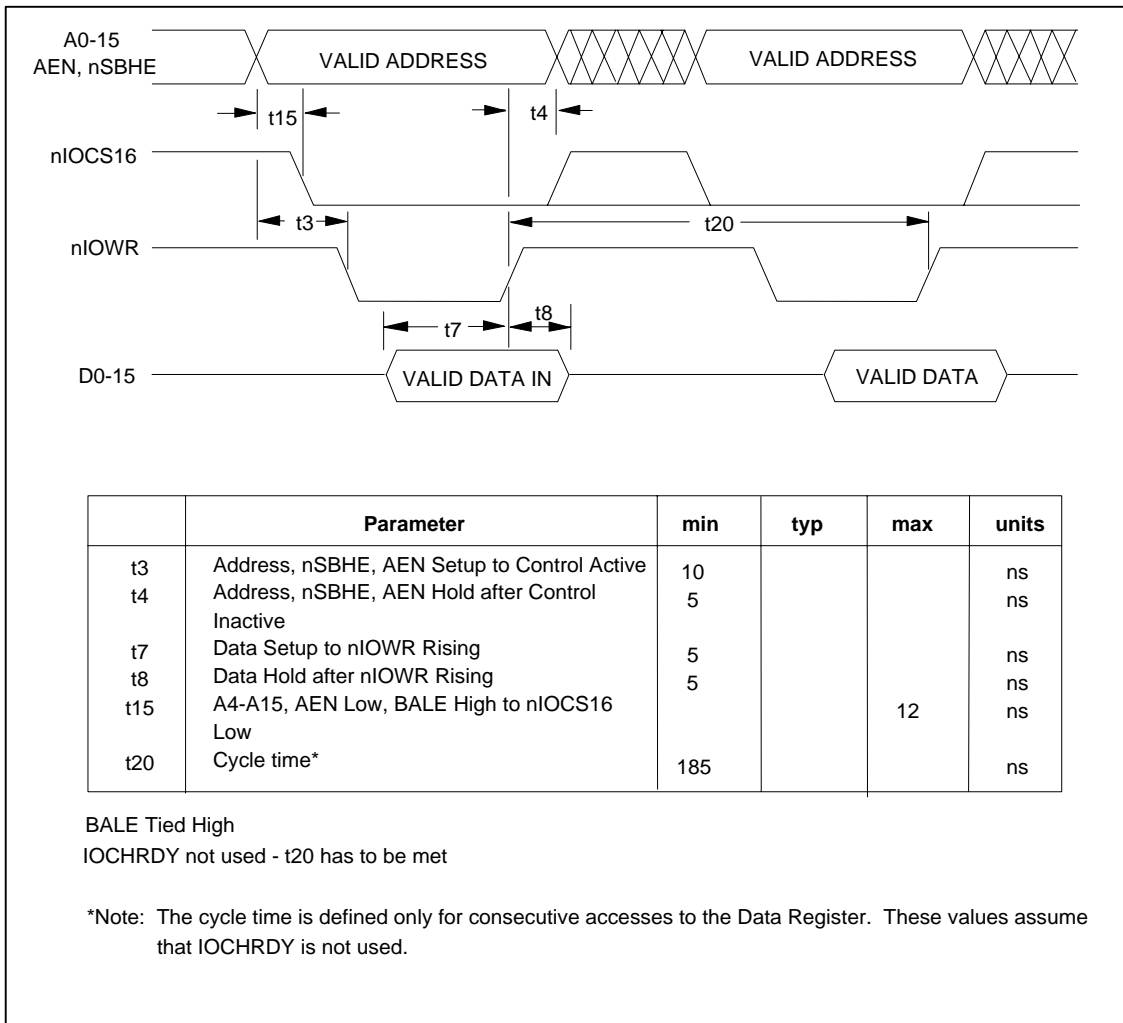 A0-15
AEN, nSBHE
VALID ADDRESS
VALID ADDRESS
t15
t4
nIOCS16
t3
t20
nIOWR
t7
t8
D0-15
VALID DATA IN
VALID DATA
Parameter min typ max units
t3 Address, nSBHE, AEN Setup to Control Active 10 ns
t4 Address, nSBHE, AEN Hold after Control 5 ns
Inactive
t7 Data Setup to nIOWR Rising 5 ns
t8 Data Hold after nIOWR Rising 5 ns
t15 A4-A15, AEN Low, BALE High to nIOCS16 12 ns
Low
t20 Cycle time* 185 ns
BALE Tied High
IOCHRDY not used - t20 has to be met
*Note: The cycle time is defined only for consecutive accesses to the Data Register. These values assume
that IOCHRDY is not used.